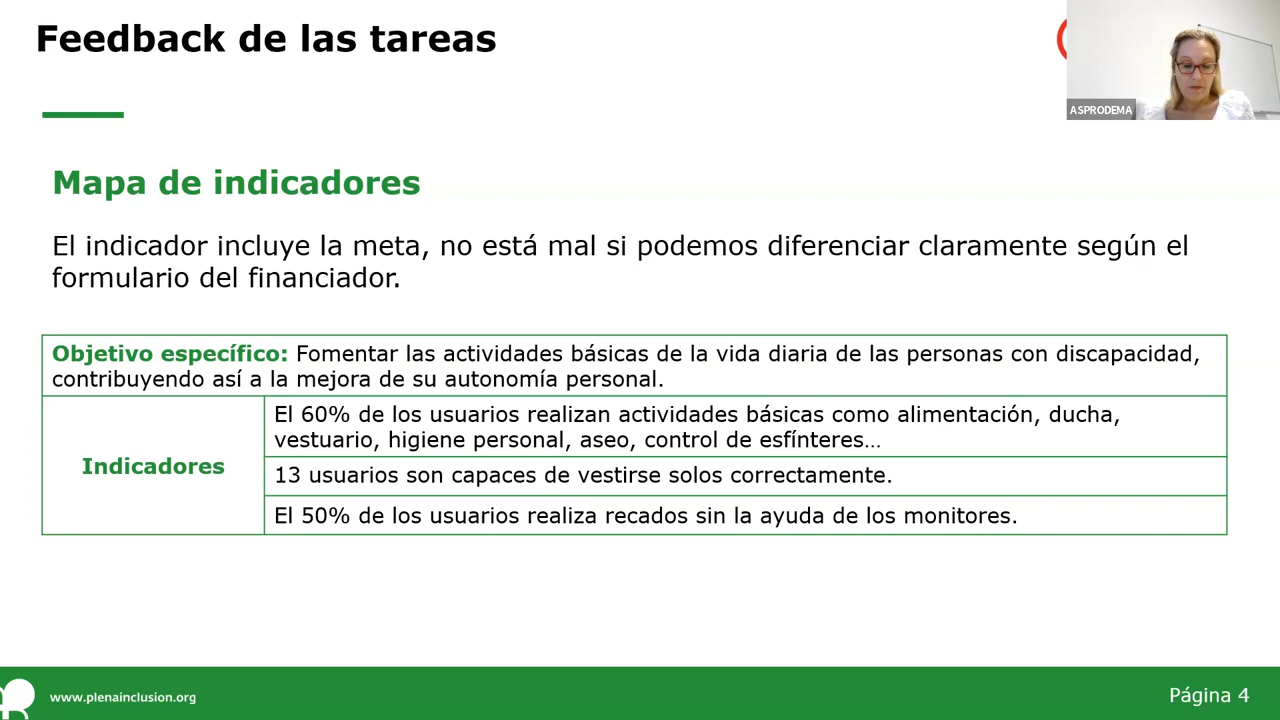 Feedback de las tareas
ASPRODEMA
Mapa de indicadores
El indicador incluye la meta, no está mal si podemos diferenciar claramente según el
formulario del financiador.
Objetivo específico: Fomentar las actividades básicas de la vida diaria de las personas con discapacidad,
contribuyendo así a la mejora de su autonomía personal.
Indicadores
El 60% de los usuarios realizan actividades básicas como alimentación, ducha,
vestuario, higiene personal, aseo, control de esfínteres…
13 usuarios son capaces de vestirse solos correctamente.
El 50% de los usuarios realiza recados sin la ayuda de los monitores.
www.plenainclusion.org
Página 4